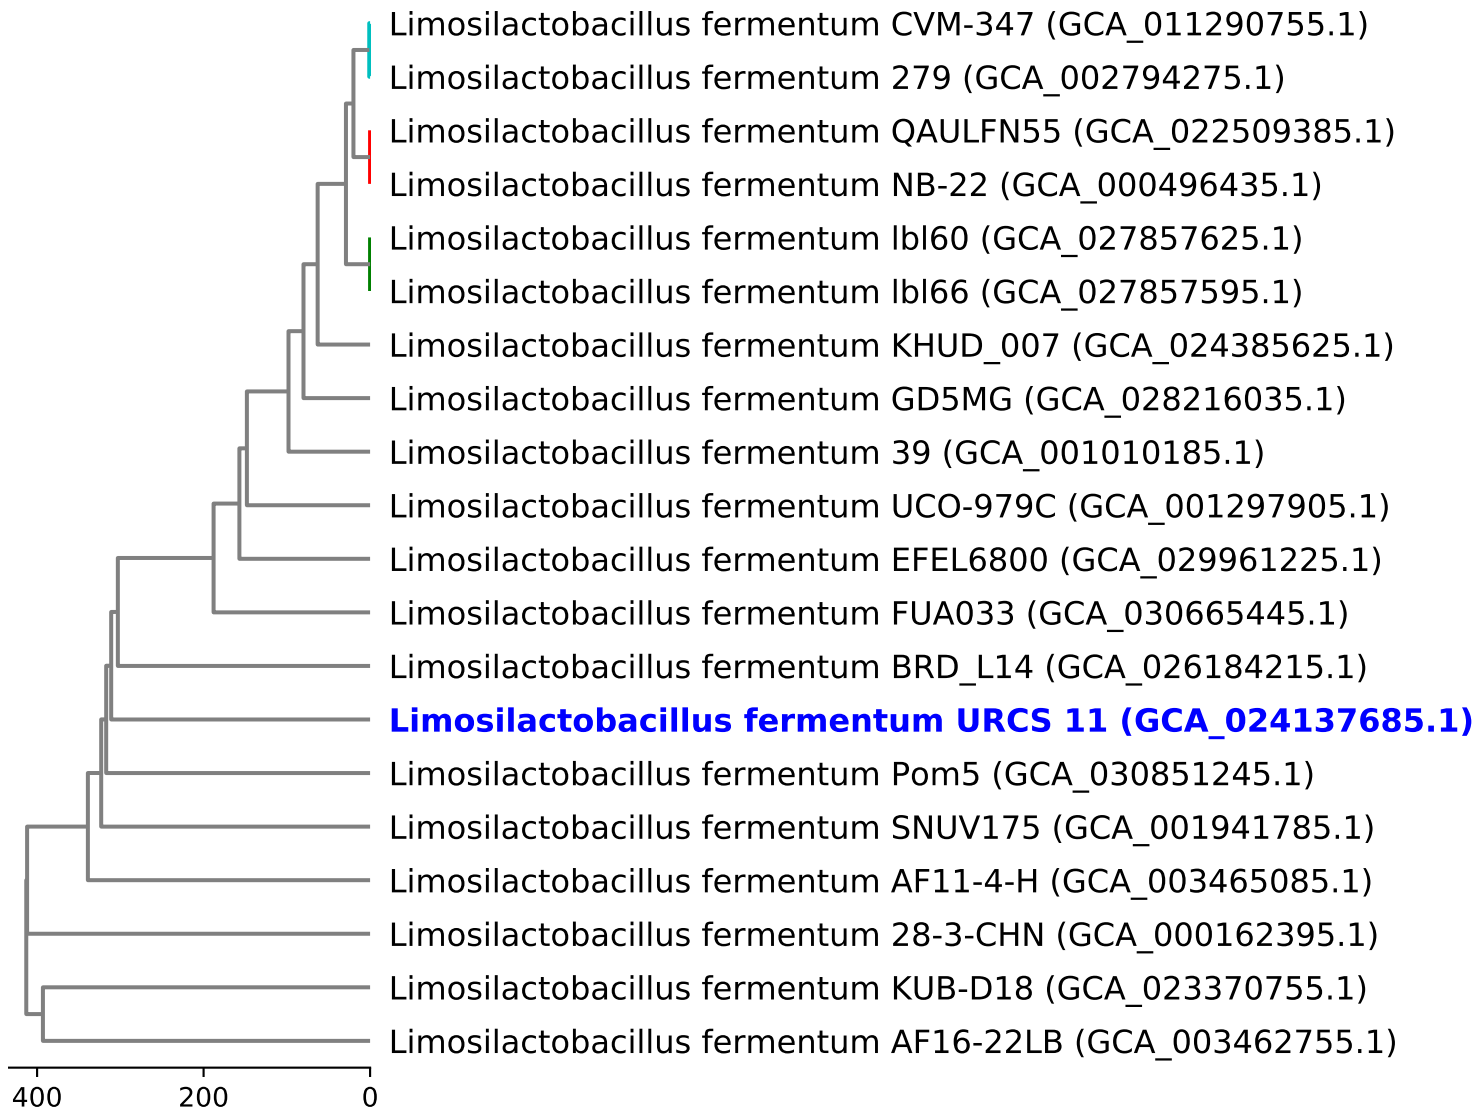 Limosilactobacillus fermentum CVM-347 (GCA_011290755.1)
Limosilactobacillus fermentum 279 (GCA_002794275.1)
Limosilactobacillus fermentum QAULFN55 (GCA_022509385.1)
Limosilactobacillus fermentum NB-22 (GCA_000496435.1)
Limosilactobacillus fermentum lbl60 (GCA_027857625.1)
Limosilactobacillus fermentum lbl66 (GCA_027857595.1)
Limosilactobacillus fermentum KHUD_007 (GCA_024385625.1)
Limosilactobacillus fermentum GD5MG (GCA_028216035.1)
Limosilactobacillus fermentum 39 (GCA_001010185.1)
Limosilactobacillus fermentum UCO-979C (GCA_001297905.1)
Limosilactobacillus fermentum EFEL6800 (GCA_029961225.1)
Limosilactobacillus fermentum FUA033 (GCA_030665445.1)
Limosilactobacillus fermentum BRD_L14 (GCA_026184215.1)
Limosilactobacillus fermentum URCS 11 (GCA_024137685.1)
Limosilactobacillus fermentum Pom5 (GCA_030851245.1)
Limosilactobacillus fermentum SNUV175 (GCA_001941785.1)
Limosilactobacillus fermentum AF11-4-H (GCA_003465085.1)
Limosilactobacillus fermentum 28-3-CHN (GCA_000162395.1)
Limosilactobacillus fermentum KUB-D18 (GCA_023370755.1)
Limosilactobacillus fermentum AF16-22LB (GCA_003462755.1)
400 200 0